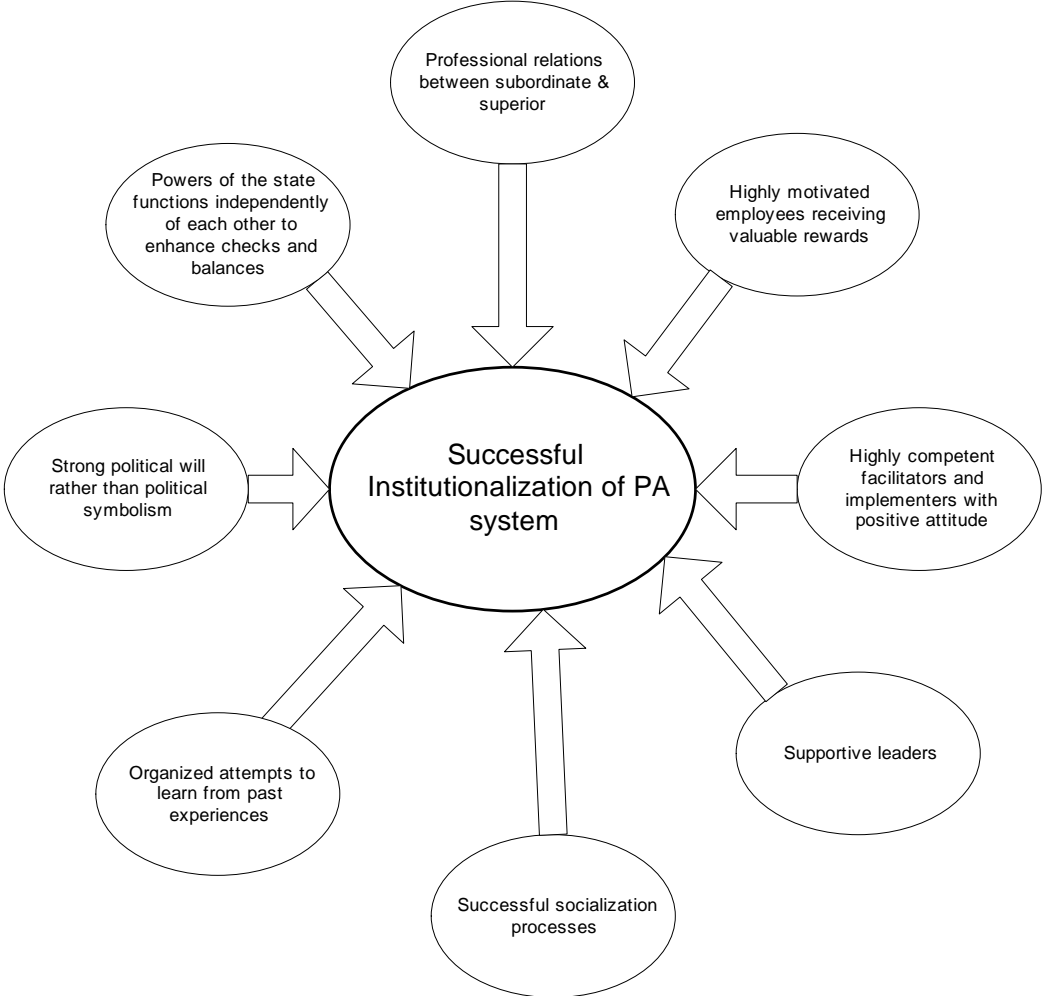 Professional relations
between subordinate &
superior
Highly motivated
employees receiving
valuable rewards
Powers of the state
functions independently
of each other to
enhance checks and
balances
Successful
Institutionalization of PA
system
Strong political will
rather than political
symbolism
Highly competent
facilitators and
implementers with
positive attitude
Supportive leaders
Organized attempts to
learn from past
experiences
Successful socialization
processes